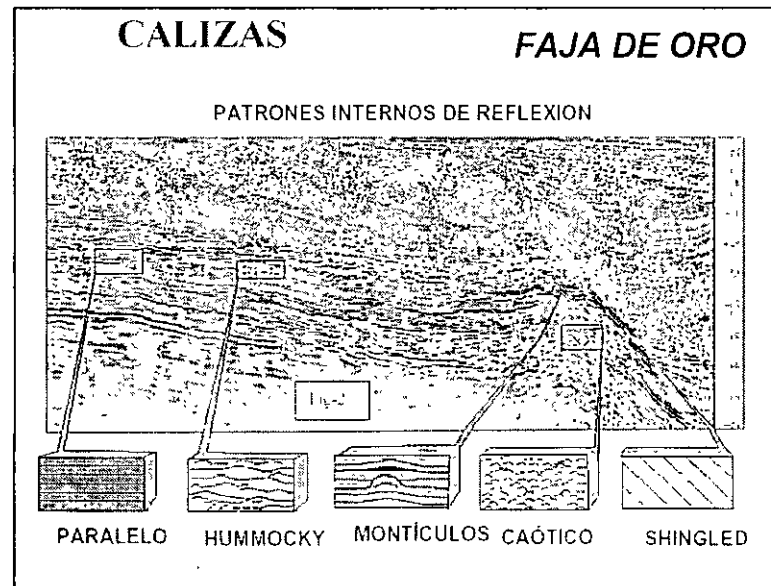 CALIZAS
FAJA DE ORO
PATRONES INTERNOS DE REFLEXION
PARALELO HUMMOCKY MONTÍCULOS CAÓTICO SHINGLED